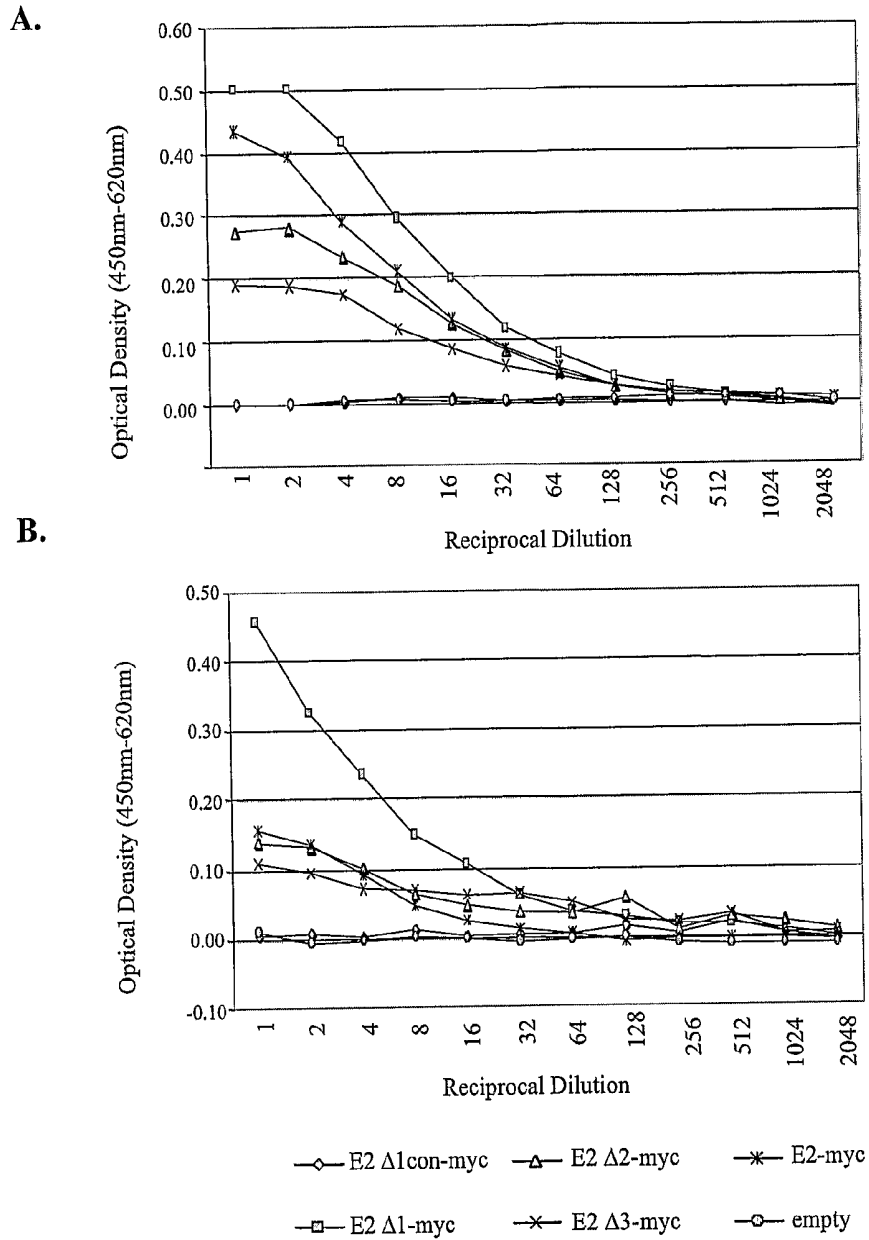 A.
0.60
0.50
0.40
0.30
0.20
0.10
0.00
Optical Density (450nm-620nm)
1 2 4 8 16 32 64 128 256 512 1024 2048
Reciprocal Dilution
B.
0.50
0.40
0.30
0.20
0.10
0.00
-0.10
Optical Density (450nm-620nm)
1 2 4 8 16 32 64 128 256 512 1024 2048
Reciprocal Dilution
E2 Δ1con-myc E2 Δ2-myc E2-myc
E2 Δ1-myc E2 Δ3-myc empty